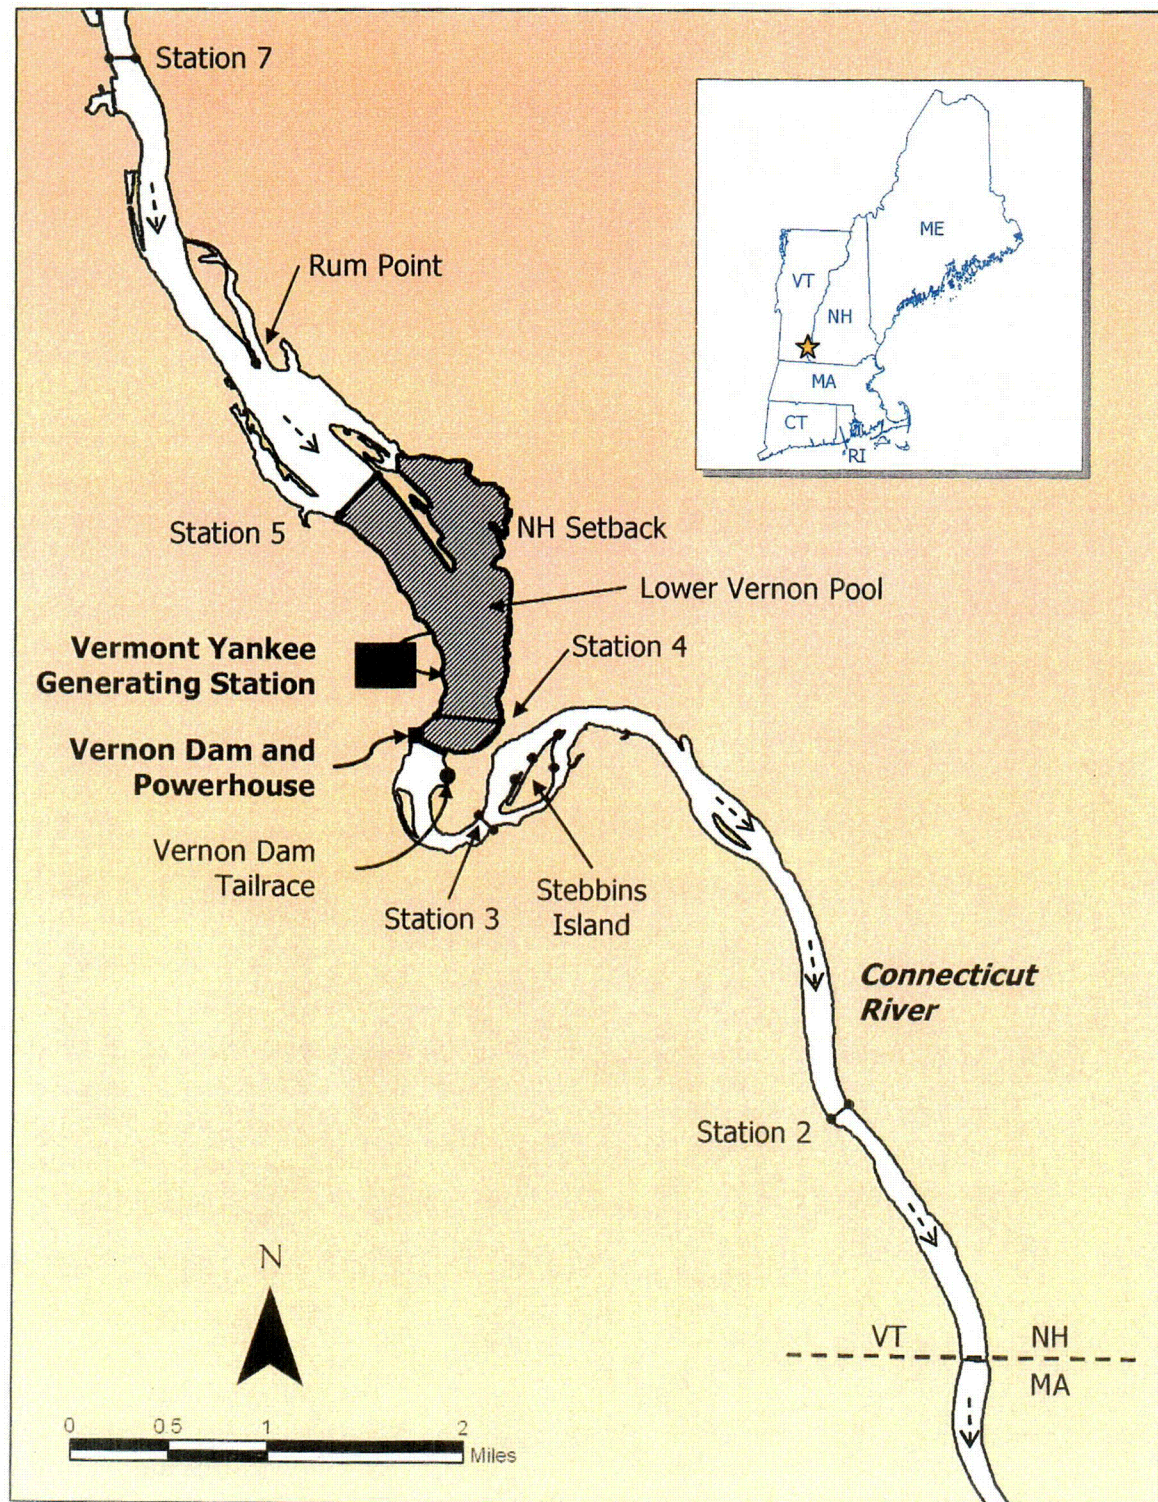 Station 7
ME
Rum Point
VT
NH
MA
CT
RI
Station 5
NH Setback
Lower Vernon Pool
Vermont Yankee
Generating Station
Station 4
Vernon Dam and
Powerhouse
Vernon Dam
Tailrace
Stebbins
Island
Station 3
Connecticut
River
Station 2
N
VT
NH
MA
0
0.5
1
2
Miles